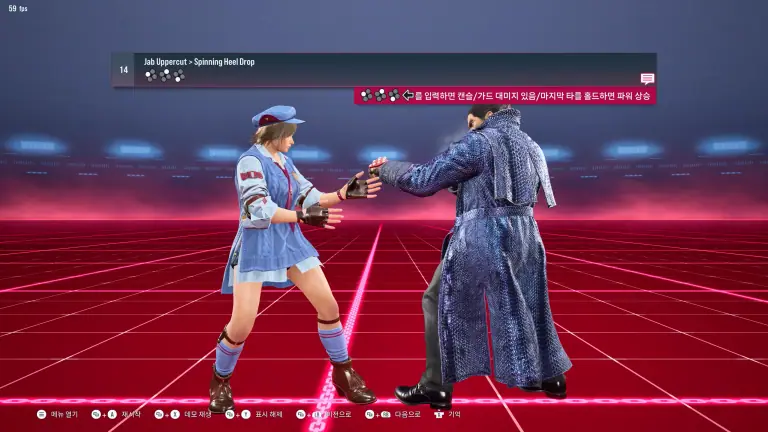 59 fps
Jab Uppercut > Spinning Heel Drop
14
를 입력하면 캔슬/가드 대미지 있음/마지막 타를 홀드하면 파워 상승
메뉴 열기 + 재시작 + 데모 재생 + 표시 해제 + 이전으로 + 다음으로 기억